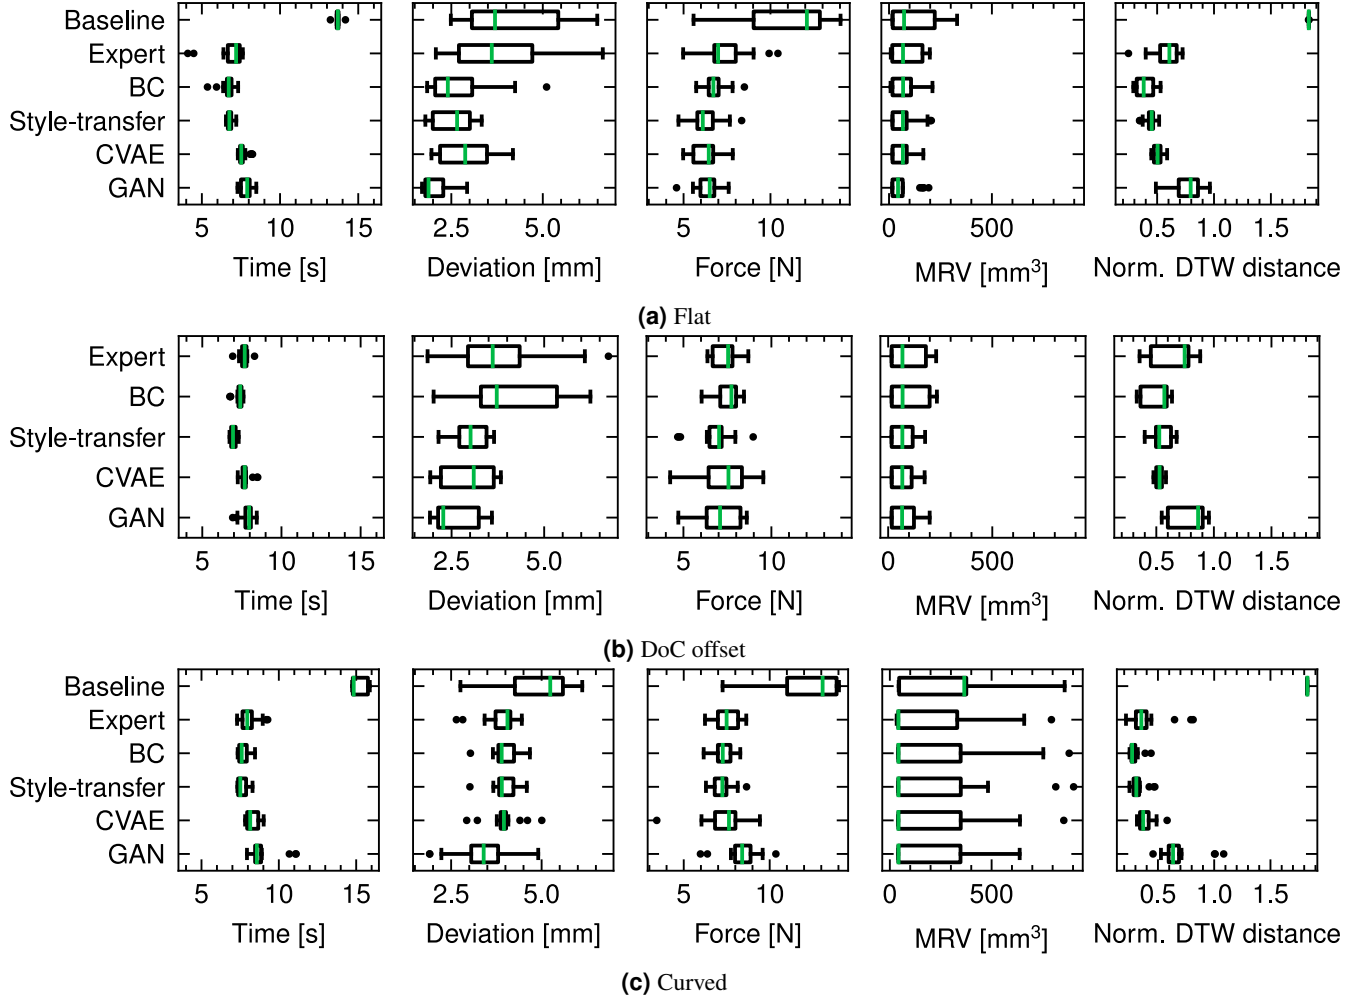 Baseline
Expert
BC
Style-transfer
CVAE
GAN
5 10 15 2.5 5.0 5 10 0 500 0.5 1.0 1.5
Time [s] Deviation [mm] Force [N] MRV [mm³] Norm. DTW distance
(a) Flat
Expert
BC
Style-transfer
CVAE
GAN
5 10 15 2.5 5.0 5 10 0 500 0.5 1.0 1.5
Time [s] Deviation [mm] Force [N] MRV [mm³] Norm. DTW distance
(b) DoC offset
Baseline
Expert
BC
Style-transfer
CVAE
GAN
5 10 15 2.5 5.0 5 10 0 500 0.5 1.0 1.5
Time [s] Deviation [mm] Force [N] MRV [mm³] Norm. DTW distance
(c) Curved